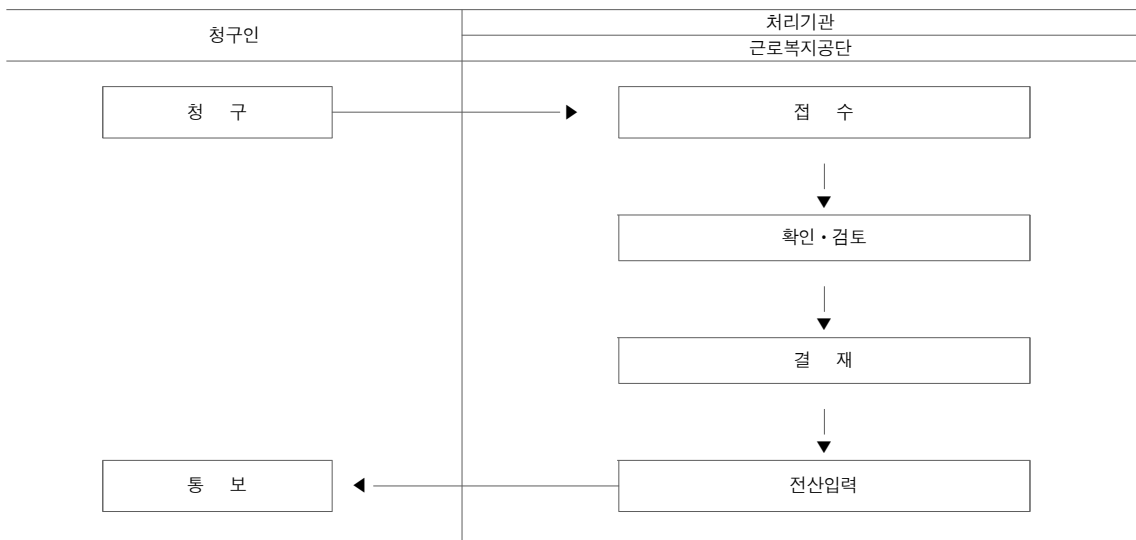 청구인
처리기관
근로복지공단
청 구
접 수
확인·검토
결 재
통 보
전산입력